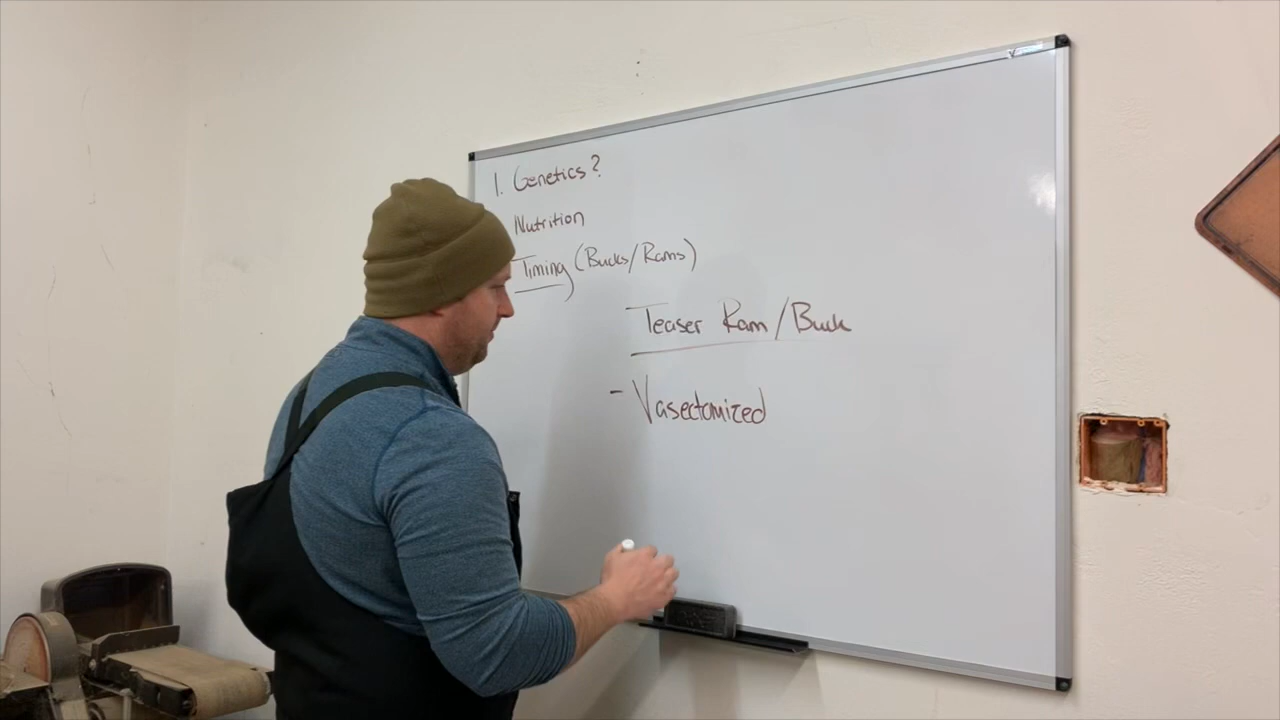 1. Genetics?
Nutrition
Timing (Bucks/Rams)
Teaser Ram/Buck
- Vasectomized